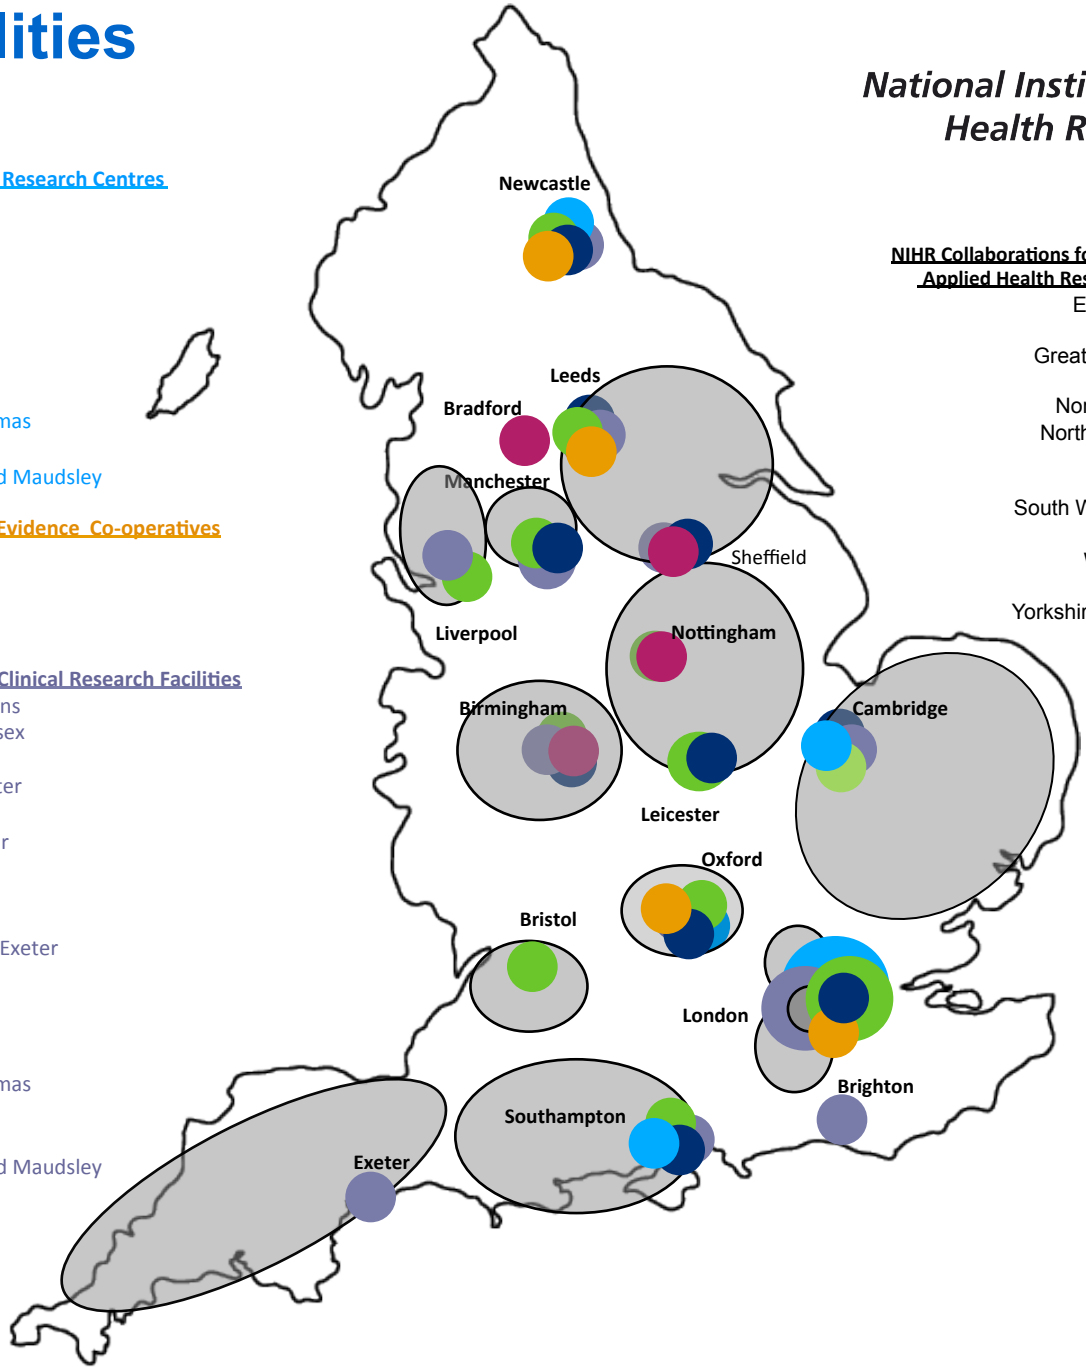 lities
National Insti
Health R
Research Centres
mas
d Maudsley
Evidence Co-operatives
Clinical Research Facilities
ns
sex
ter
r
Exeter
mas
d Maudsley
NIHR Collaborations fo
Applied Health Res
E
Great
Nor
North
South W
Yorkshir
Newcastle
Leeds
Bradford
Manchester
Sheffield
Liverpool
Nottingham
Birmingham
Cambridge
Leicester
Oxford
Bristol
London
Brighton
Southampton
Exeter